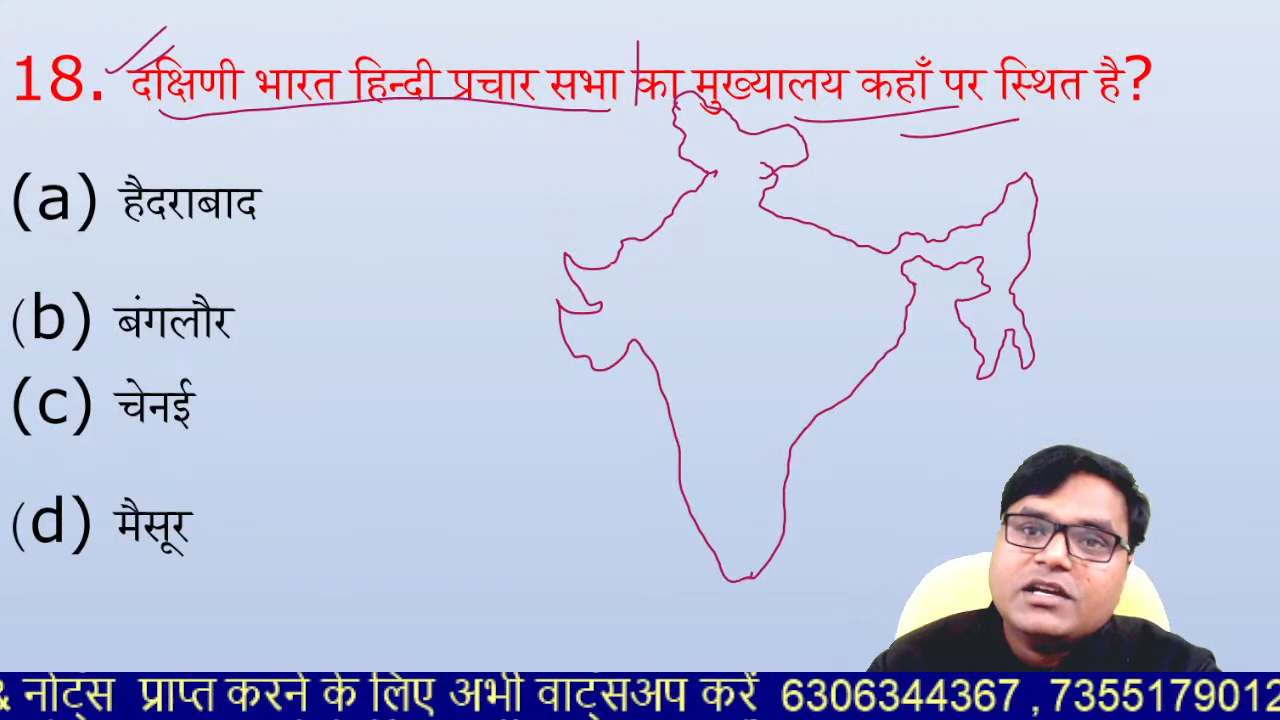 18. दक्षिणी भारत हिन्दी प्रचार सभा का मुख्यालय कहाँ पर स्थित है?
(a) हैदराबाद
(b) बंगलौर
(c) चेनई
(d) मैसूर
& नोट्स प्राप्त करने के लिए अभी वाट्सअप करें 6306344367 , 7355179012